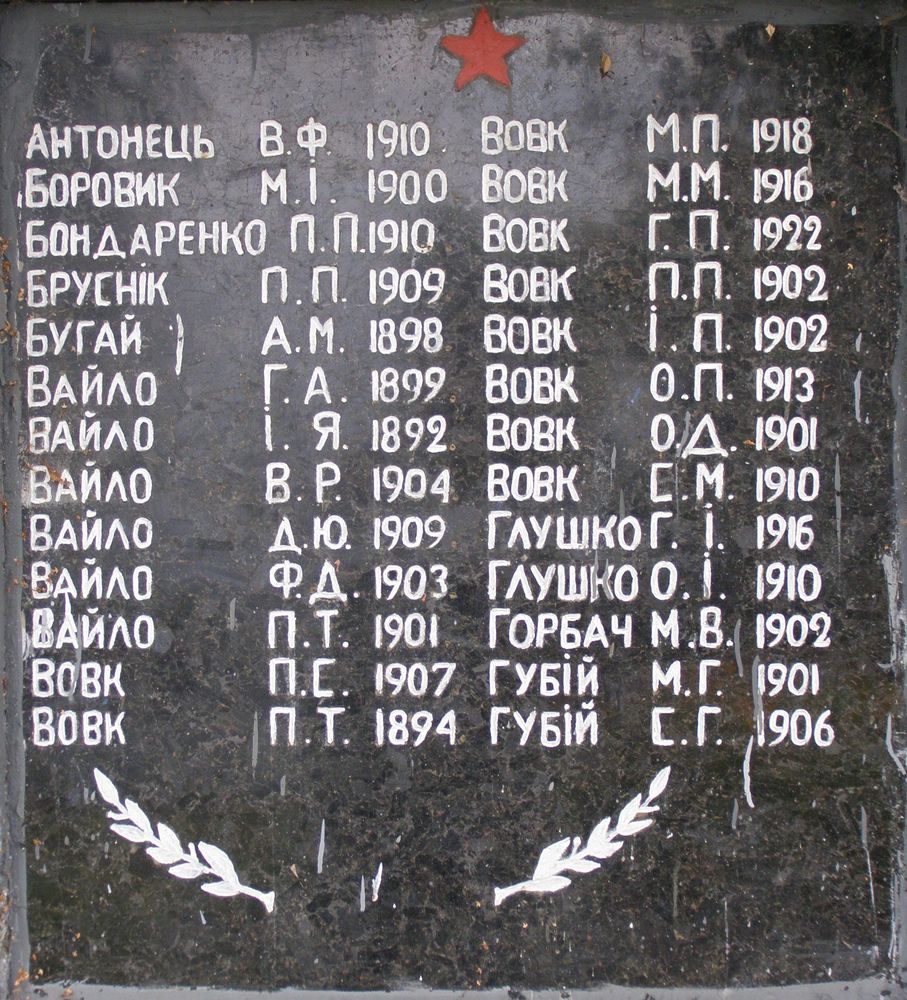 АНТОНЕЦЬ В.Ф. 1910
БОРОВИК М.І. 1900
БОНДАРЕНКО П.П. 1910
БРУСНІК П.П. 1909
БУГАЙ А.М. 1898
ВАЙЛО Г.А. 1899
ВАЙЛО І.Я. 1892
ВАЙЛО В.Р. 1904
ВАЙЛО Д.Ю. 1909
ВАЙЛО Ф.Д. 1903
ВАЙЛО П.Т. 1901
ВОВК П.Є. 1907
ВОВК П.Т. 1894
ВОВК М.П. 1918
ВОВК М.М. 1916
ВОВК Г.П. 1922
ВОВК П.П. 1902
ВОВК І.П. 1902
ВОВК О.П. 1913
ВОВК О.Д. 1901
ВОВК Є.М. 1910
ГЛУШКО Г.І. 1916
ГЛУШКО О.І. 1910
ГОРБАЧ М.В. 1902
ГУБІЙ М.Г. 1901
ГУБІЙ Є.Г. 1906